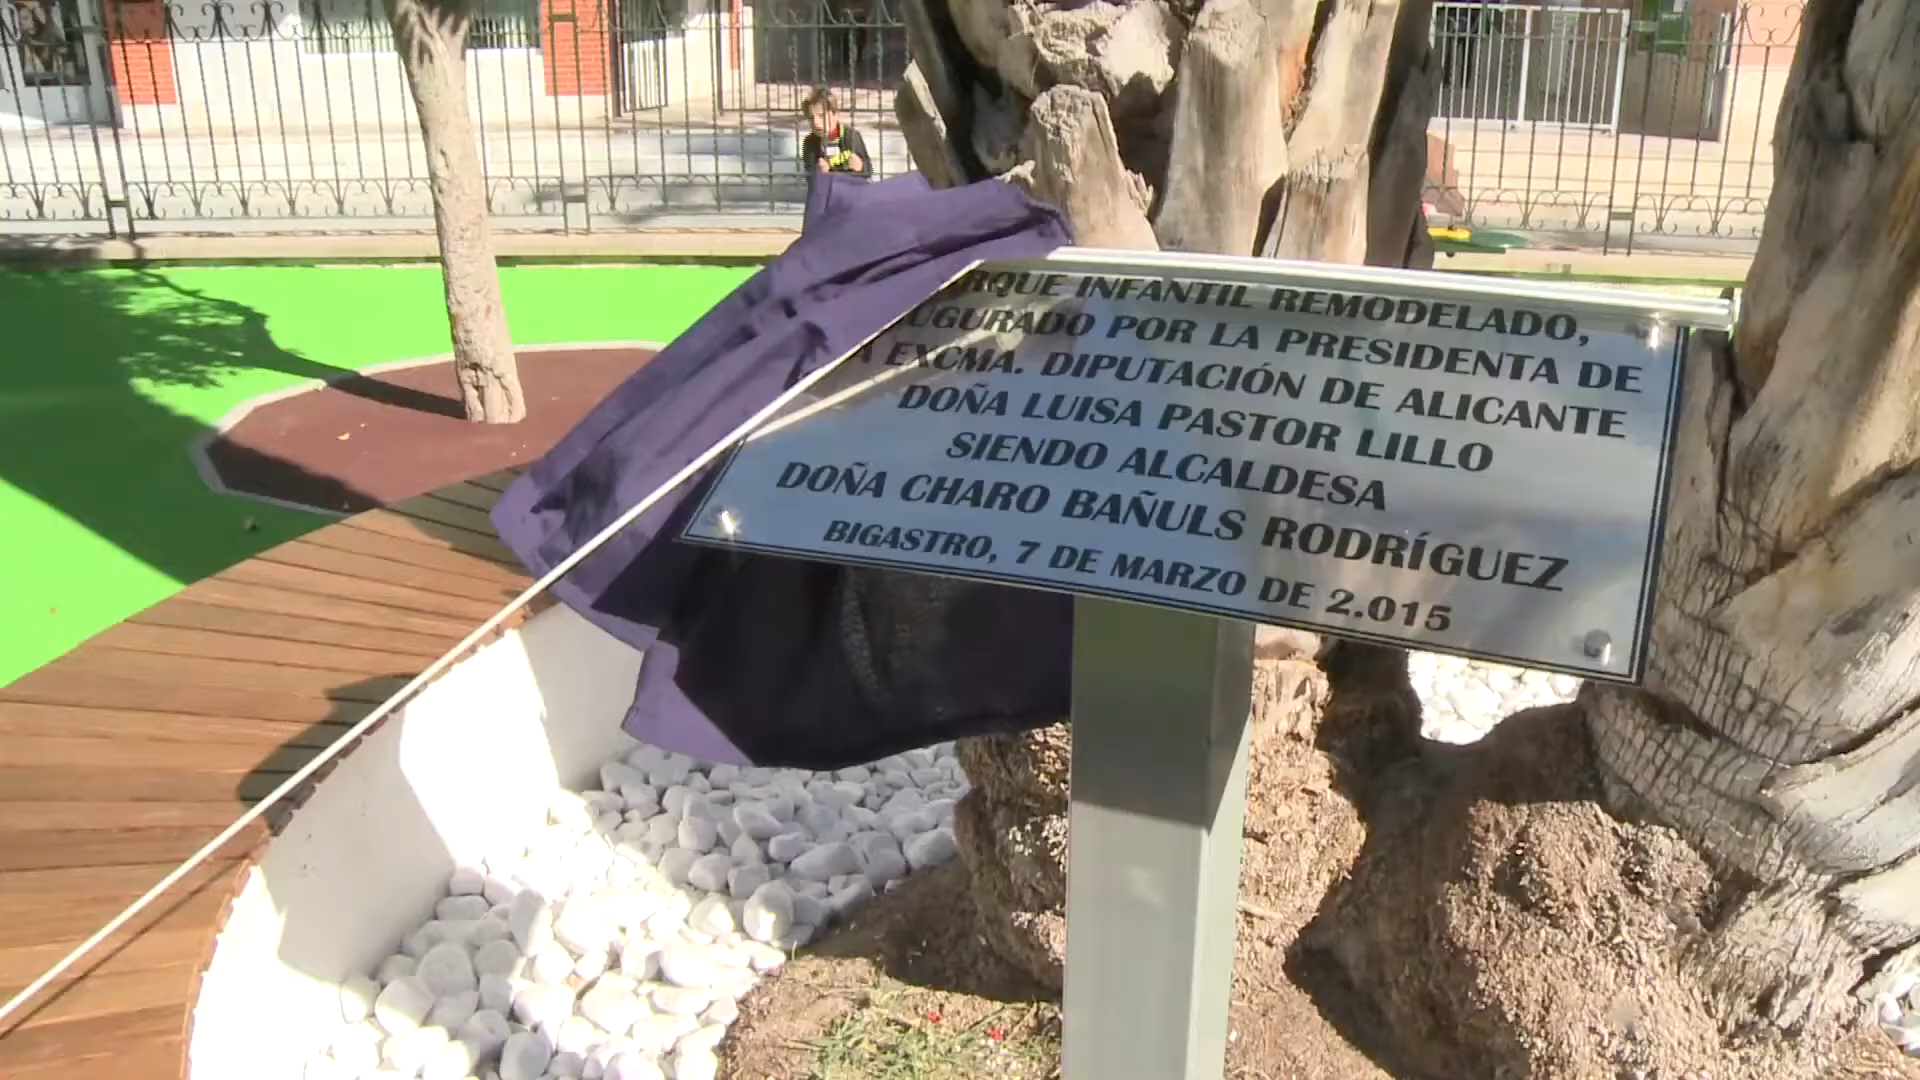 RQUE INFANTIL REMODELADO,
UGURADO POR LA PRESIDENTA DE
A EXCMA. DIPUTACIÓN DE ALICANTE
DOÑA LUISA PASTOR LILLO
SIENDO ALCALDESA
DOÑA CHARO BAÑULS RODRÍGUEZ
BIGASTRO, 7 DE MARZO DE 2.015